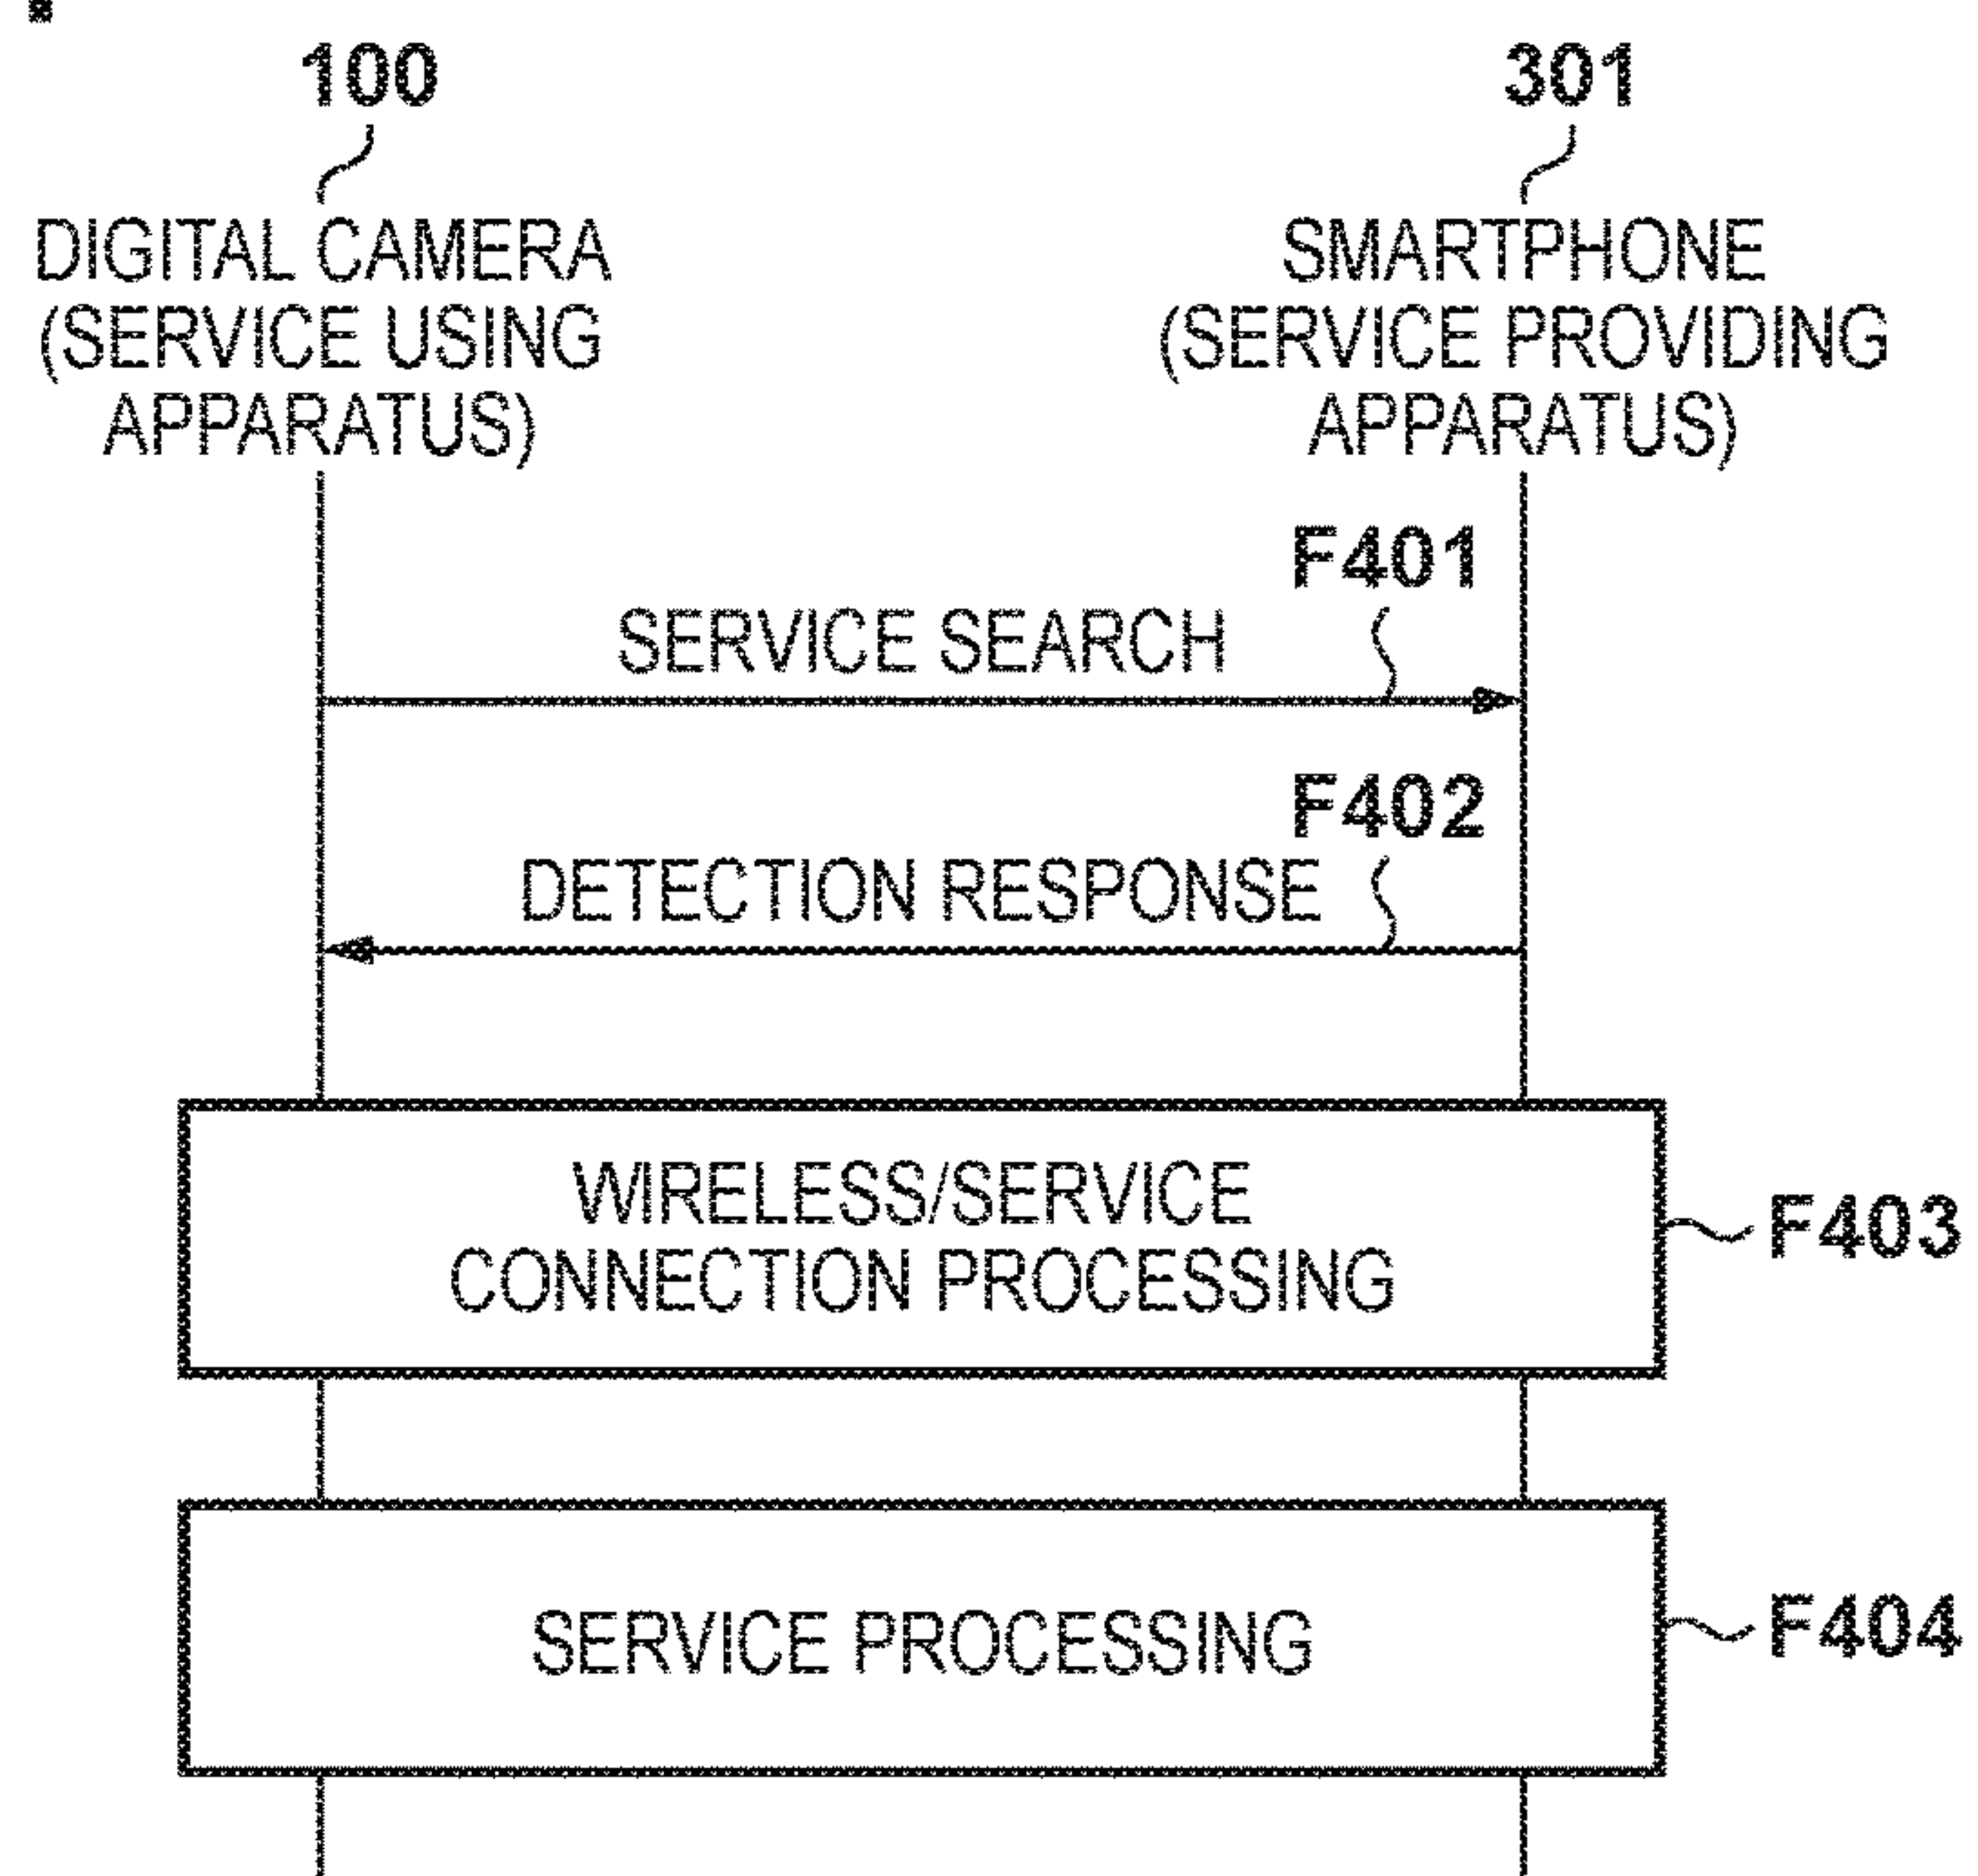 100
301
DIGITAL CAMERA
(SERVICE USING
APPARATUS)
SMARTPHONE
(SERVICE PROVIDING
APPARATUS)
F401
SERVICE SEARCH
F402
DETECTION RESPONSE
WIRELESS/SERVICE
CONNECTION PROCESSING
F403
SERVICE PROCESSING
F404